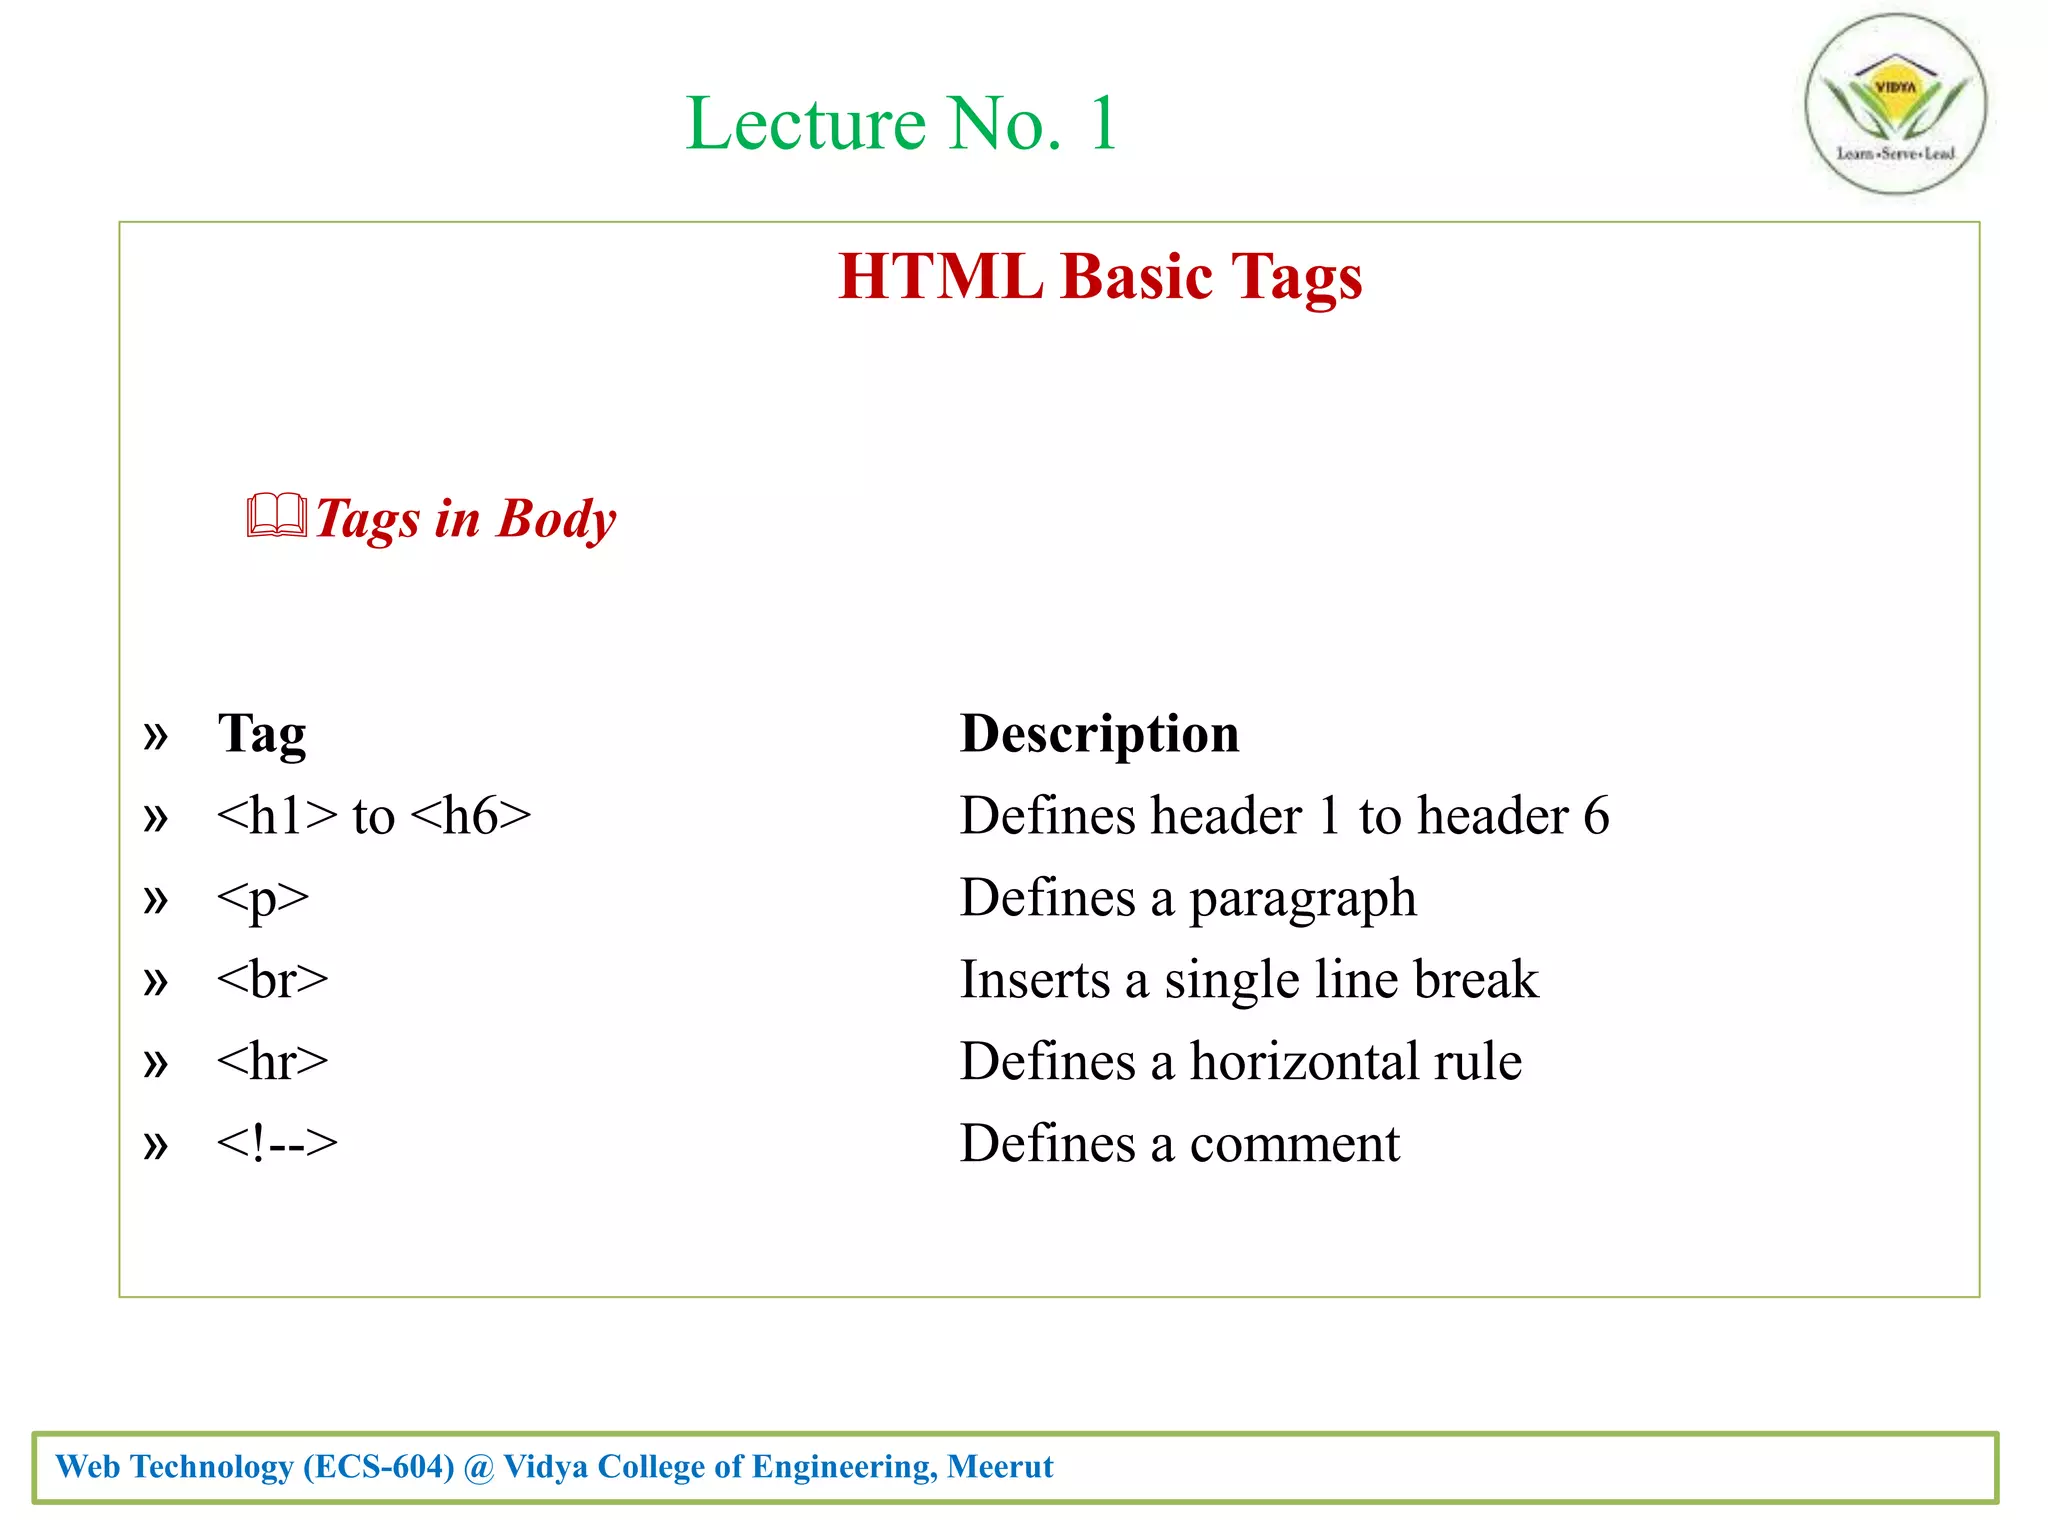 Lecture No. 1
VIDYA
Learn•Serve•Lead
HTML Basic Tags
Tags in Body
» Tag Description
» <h1> to <h6> Defines header 1 to header 6
» <p> Defines a paragraph
» <br> Inserts a single line break
» <hr> Defines a horizontal rule
» <!--> Defines a comment
Web Technology (ECS-604) @ Vidya College of Engineering, Meerut